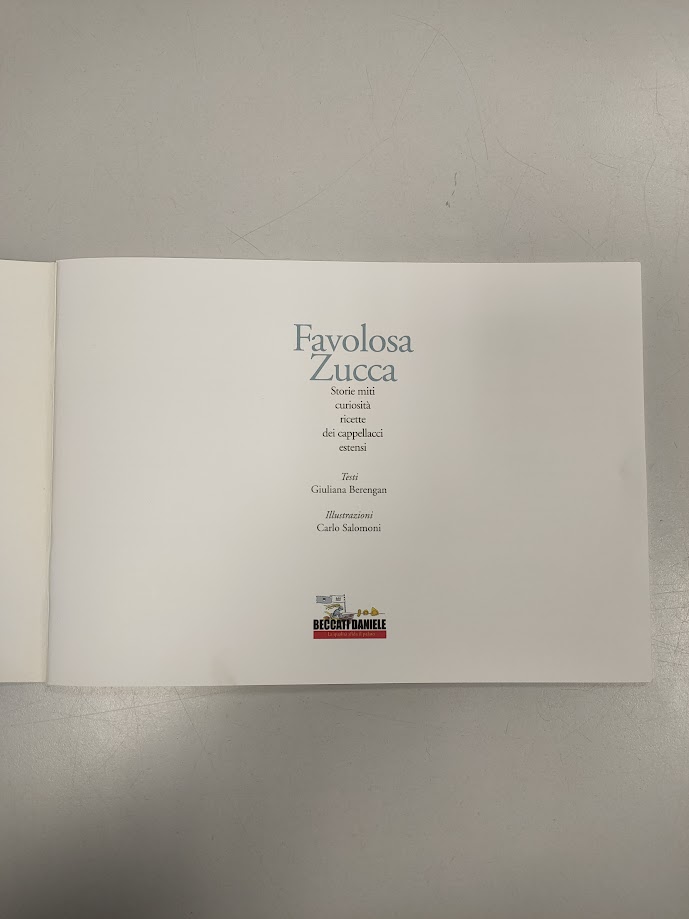 Favolosa
Zucca
Storie miti
curiosità
ricette
dei cappellacci
estensi
Testi
Giuliana Berengan
Illustrazioni
Carlo Salomoni
BECCATI DANIELE